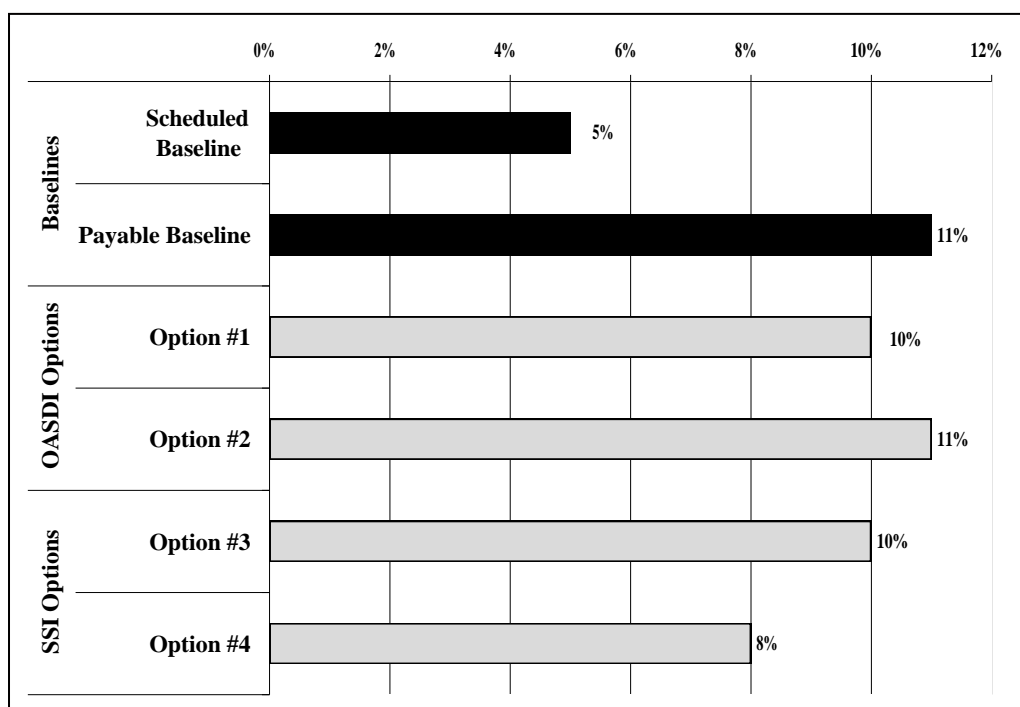 0% 2% 4% 6% 8% 10% 12%
Baselines
Scheduled
Baseline
5%
Payable Baseline
11%
OASDI Options
Option #1
10%
Option #2
11%
SSI Options
Option #3
10%
Option #4
8%